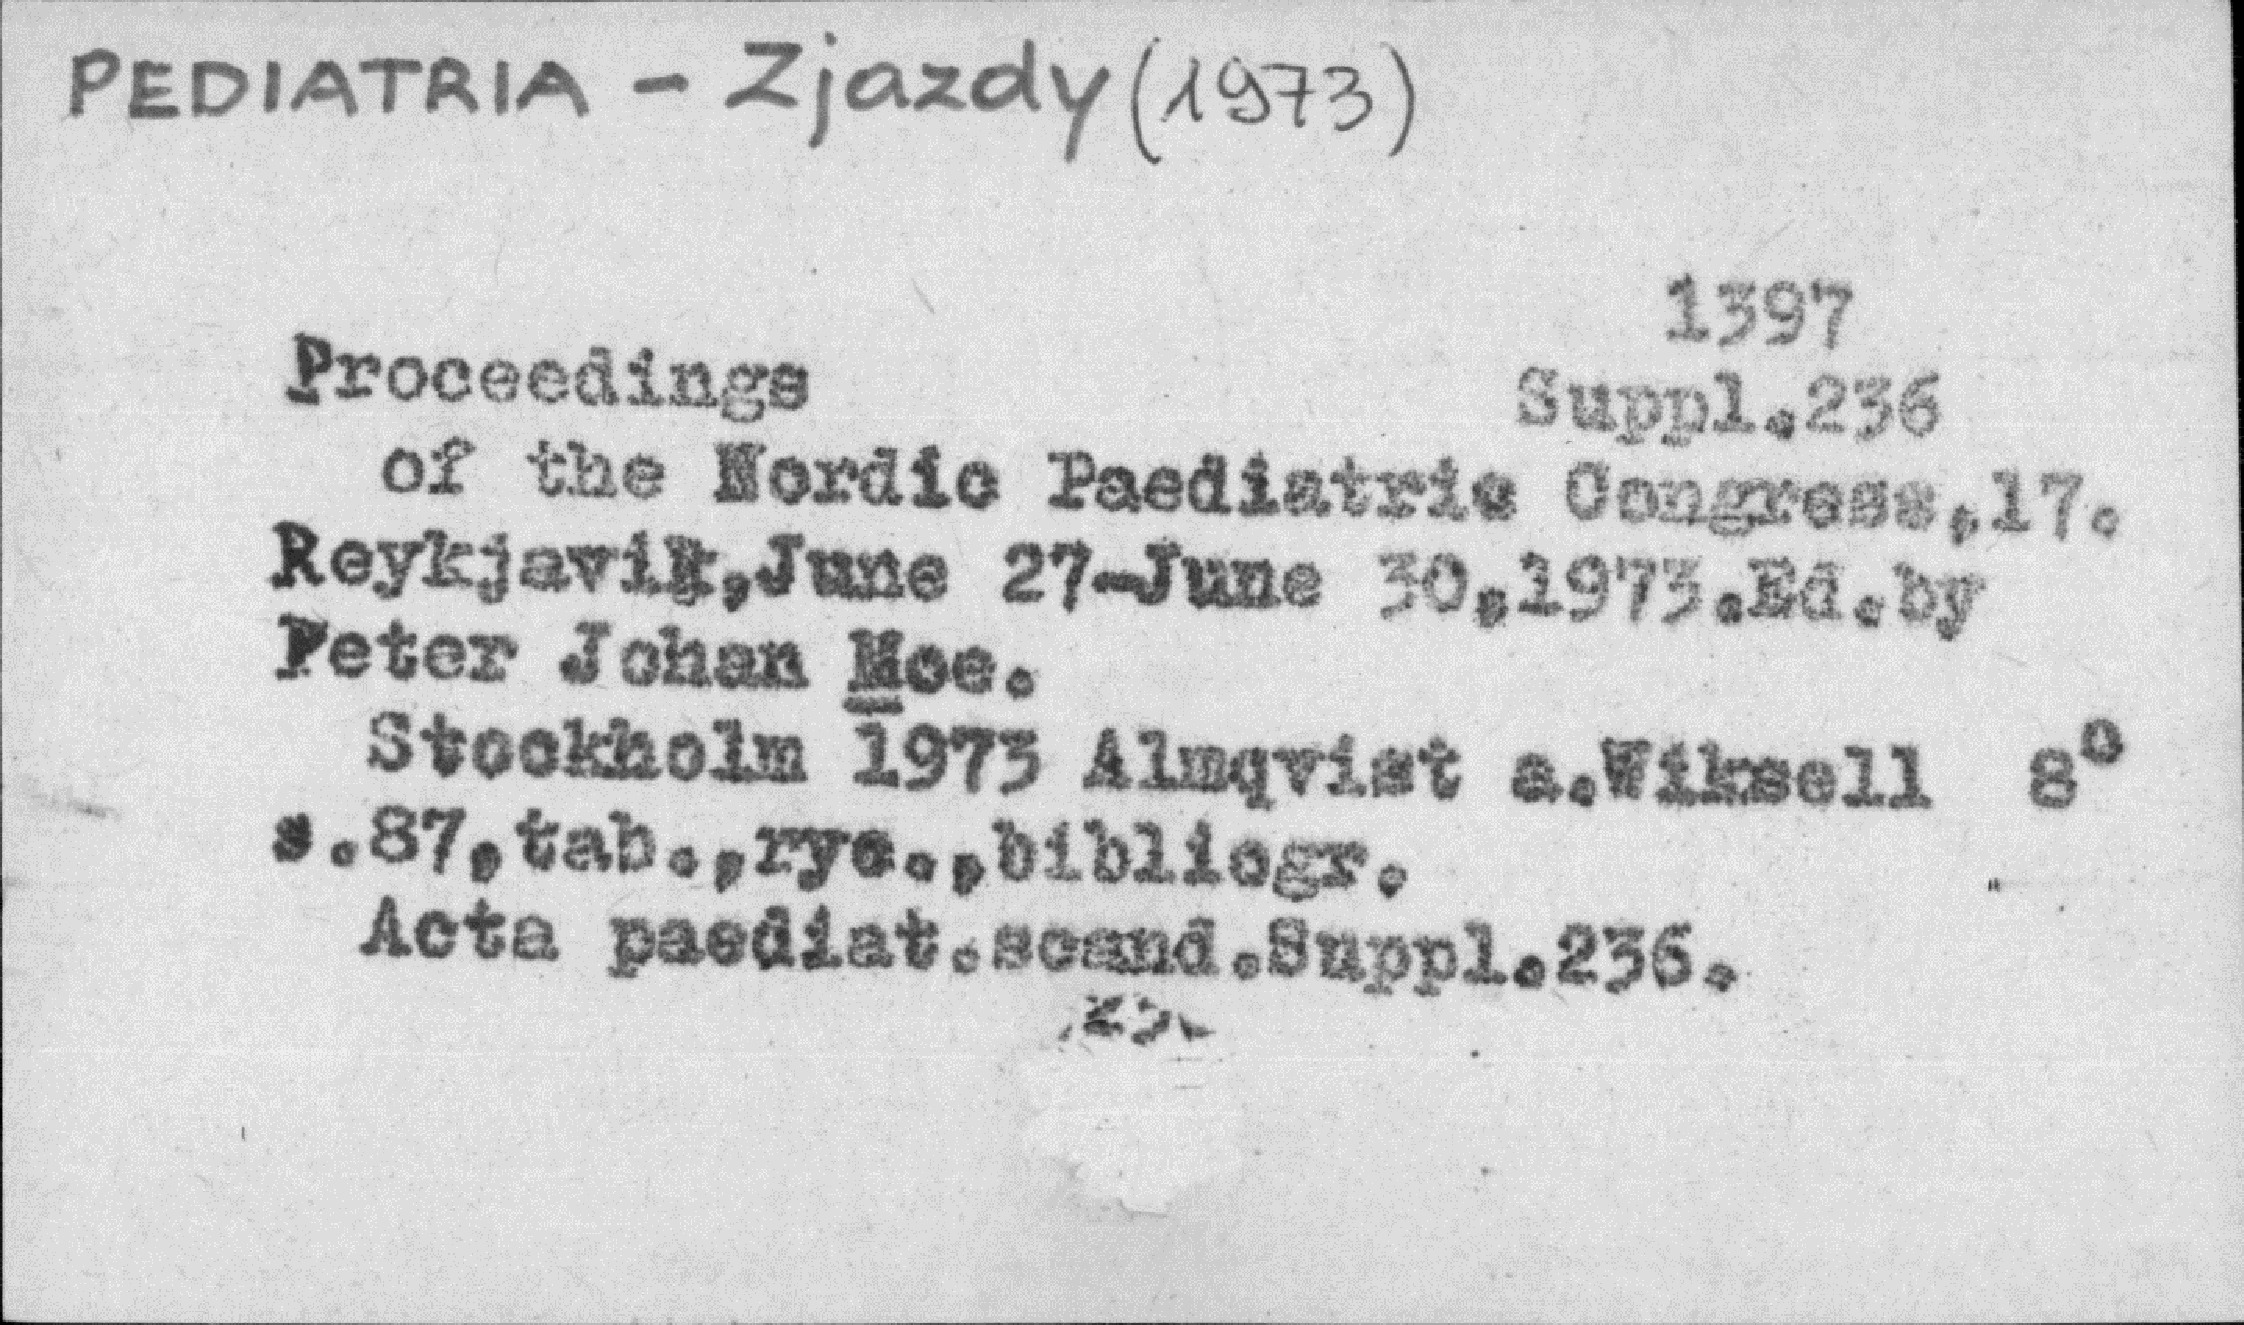 PEDIATRIA - Zjazdy (1973)
1397
Proceedings
Suppl.236
of the Nordic Paediatric Congress,17.
Reykjavik,June 27-June 30,1973.Ed.by
Peter Johan Moe.
Stockholm 1973 Almqvist a.Wiksell 8°
s.87,tab.,ryc.,bibliogr.
Acta paediat.scand.Suppl.236.